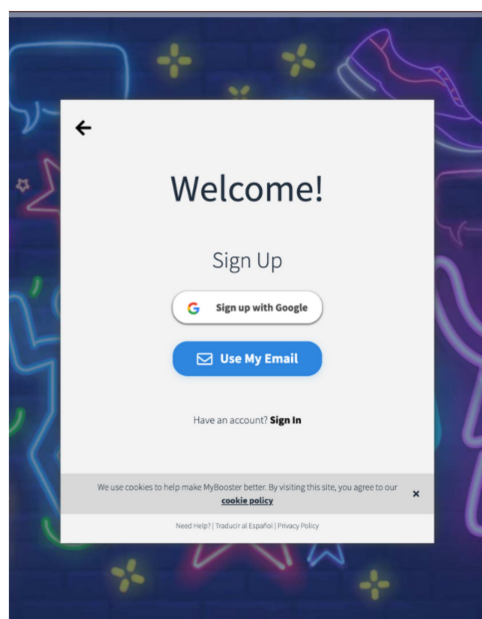 Welcome!
Sign Up
Sign up with Google
Use My Email
Have an account? Sign In
We use cookies to help make MyBooster better. By visiting this site, you agree to our
cookie policy
Need Help? | Traducir al Español | Privacy Policy